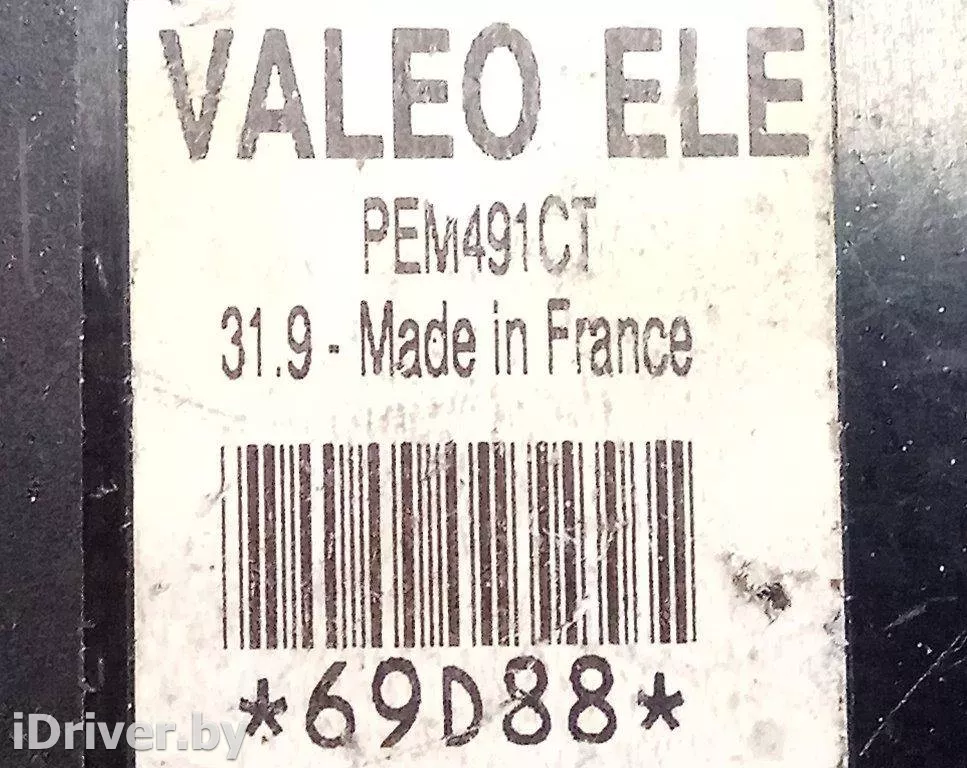 VALEO ELE
PEM491CT
31.9 - Made in France
*69D88*
iDriver.by